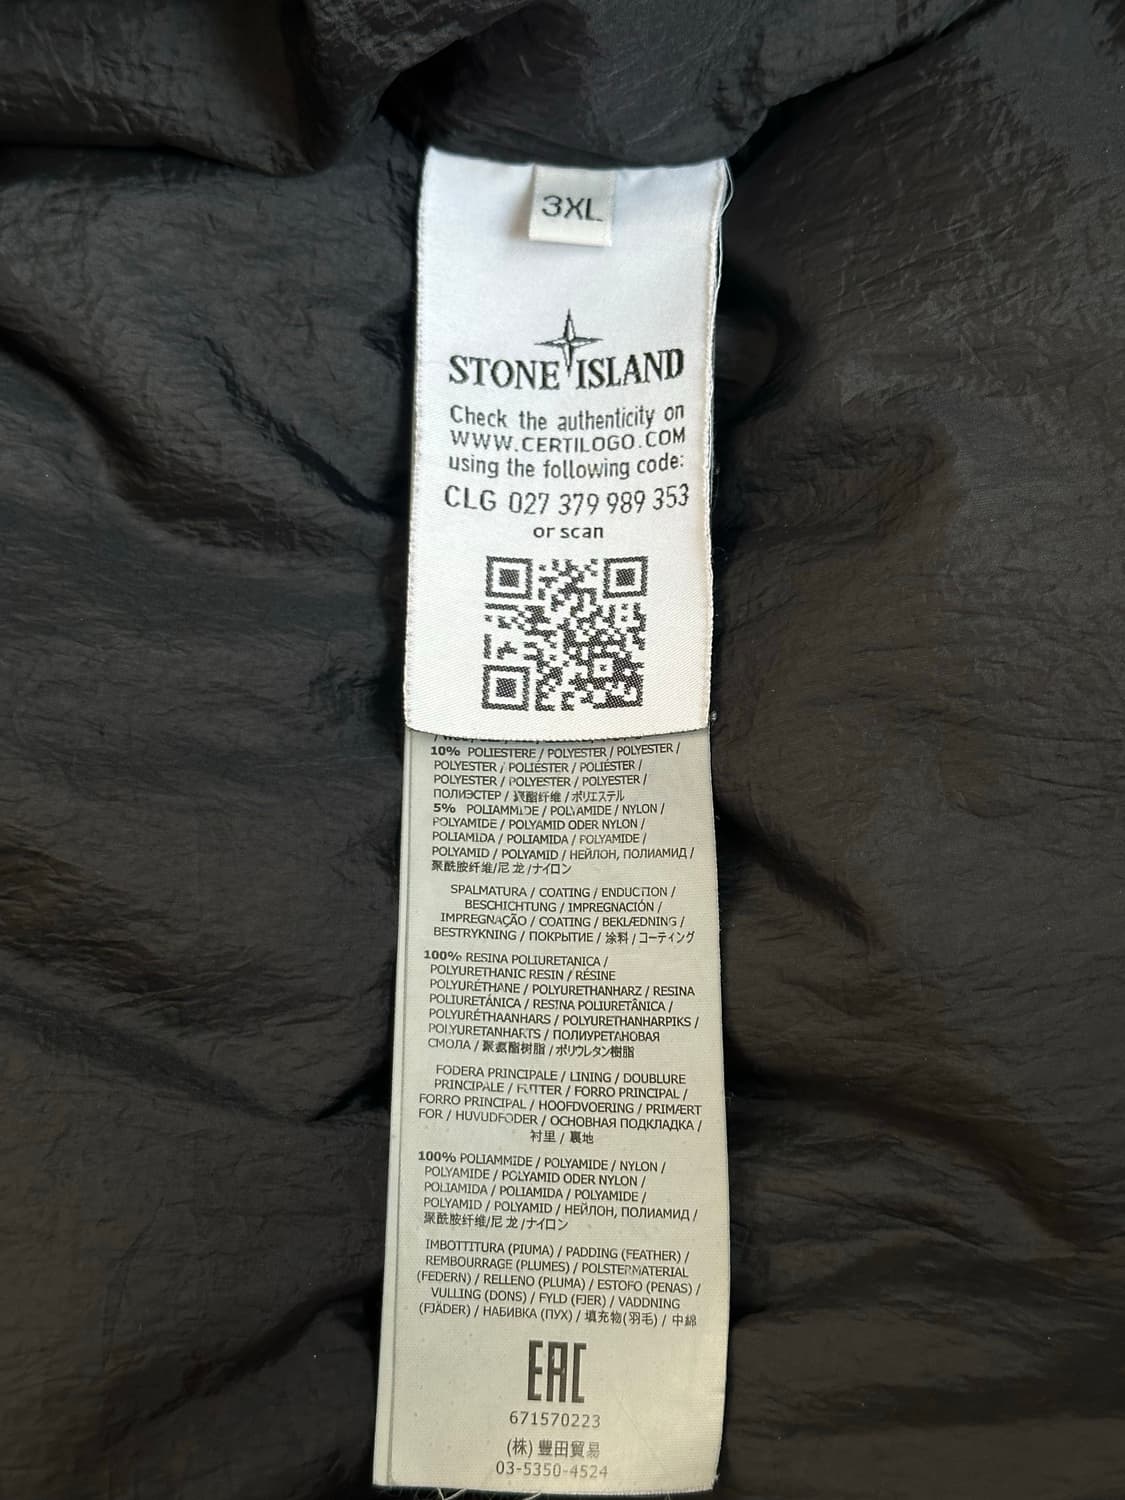 3XL
STONE ISLAND
Check the authenticity on
WWW.CERTILOGO.COM
using the following code:
CLG 027 379 989 353
or scan
10% POLIESTERE / POLYESTER / POLYESTER /
POLYESTER / POLIÉSTER / POLIÉSTER /
POLYESTER / POLYESTER / POLYESTER /
ПОЛИЭСТЕР / 聚酯纤维 / ポリエステル
5% POLIAMMIDE / POLYAMIDE / NYLON /
POLYAMIDE / POLYAMID ODER NYLON /
POLIAMIDA / POLIAMIDA / POLYAMIDE /
POLYAMID / POLYAMID / НЕЙЛОН, ПОЛИАМИД /
聚酰胺纤维/尼 龙 /ナイロン
SPALMATURA / COATING / ENDUCTION /
BESCHICHTUNG / IMPREGNACIÓN /
IMPREGNAÇÃO / COATING / BEKLÆDNING /
BESTRYKNING / ПОКРЫТИЕ / 涂料 / コーティング
100% RESINA POLIURETANICA /
POLYURETHANIC RESIN / RÉSINE
POLYURÉTHANE / POLYURETHANHARZ / RESINA
POLIURETÁNICA / RESINA POLIURETÂNICA /
POLYURÉTHAANHARS / POLYURETHANHARPIKS /
POLYURETANHARTS / ПОЛИУРЕТАНОВАЯ
СМОЛА / 聚氨酯树脂 / ポリウレタン樹脂
FODERA PRINCIPALE / LINING / DOUBLURE
PRINCIPALE / FUTTER / FORRO PRINCIPAL /
FORRO PRINCIPAL / HOOFDVOERING / PRIMÆRT
FOR / HUVUDFODER / ОСНОВНАЯ ПОДКЛАДКА /
衬里 / 裏地
100% POLIAMMIDE / POLYAMIDE / NYLON /
POLYAMIDE / POLYAMID ODER NYLON /
POLIAMIDA / POLIAMIDA / POLYAMIDE /
POLYAMID / POLYAMID / НЕЙЛОН, ПОЛИАМИД /
聚酰胺纤维/尼 龙 /ナイロン
IMBOTTITURA (PIUMA) / PADDING (FEATHER) /
REMBOURRAGE (PLUMES) / POLSTERMATERIAL
(FEDERN) / RELLENO (PLUMA) / ESTOFO (PENAS) /
VULLING (DONS) / FYLD (FJER) / VADDNING
(FJÄDER) / НАБИВКА (ПУХ) / 填充物(羽毛) / 中綿
EAC
671570223
(株) 豊田貿易
03-5350-4524